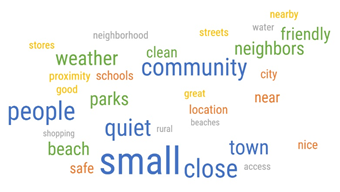 nearby
water
neighborhood
streets
friendly
stores
clean
neighbors
weather
community
proximity
schools
city
good
great
near
people
parks
location
quiet
rural
beaches
shopping
beach
town
nice
safe
small
close
access